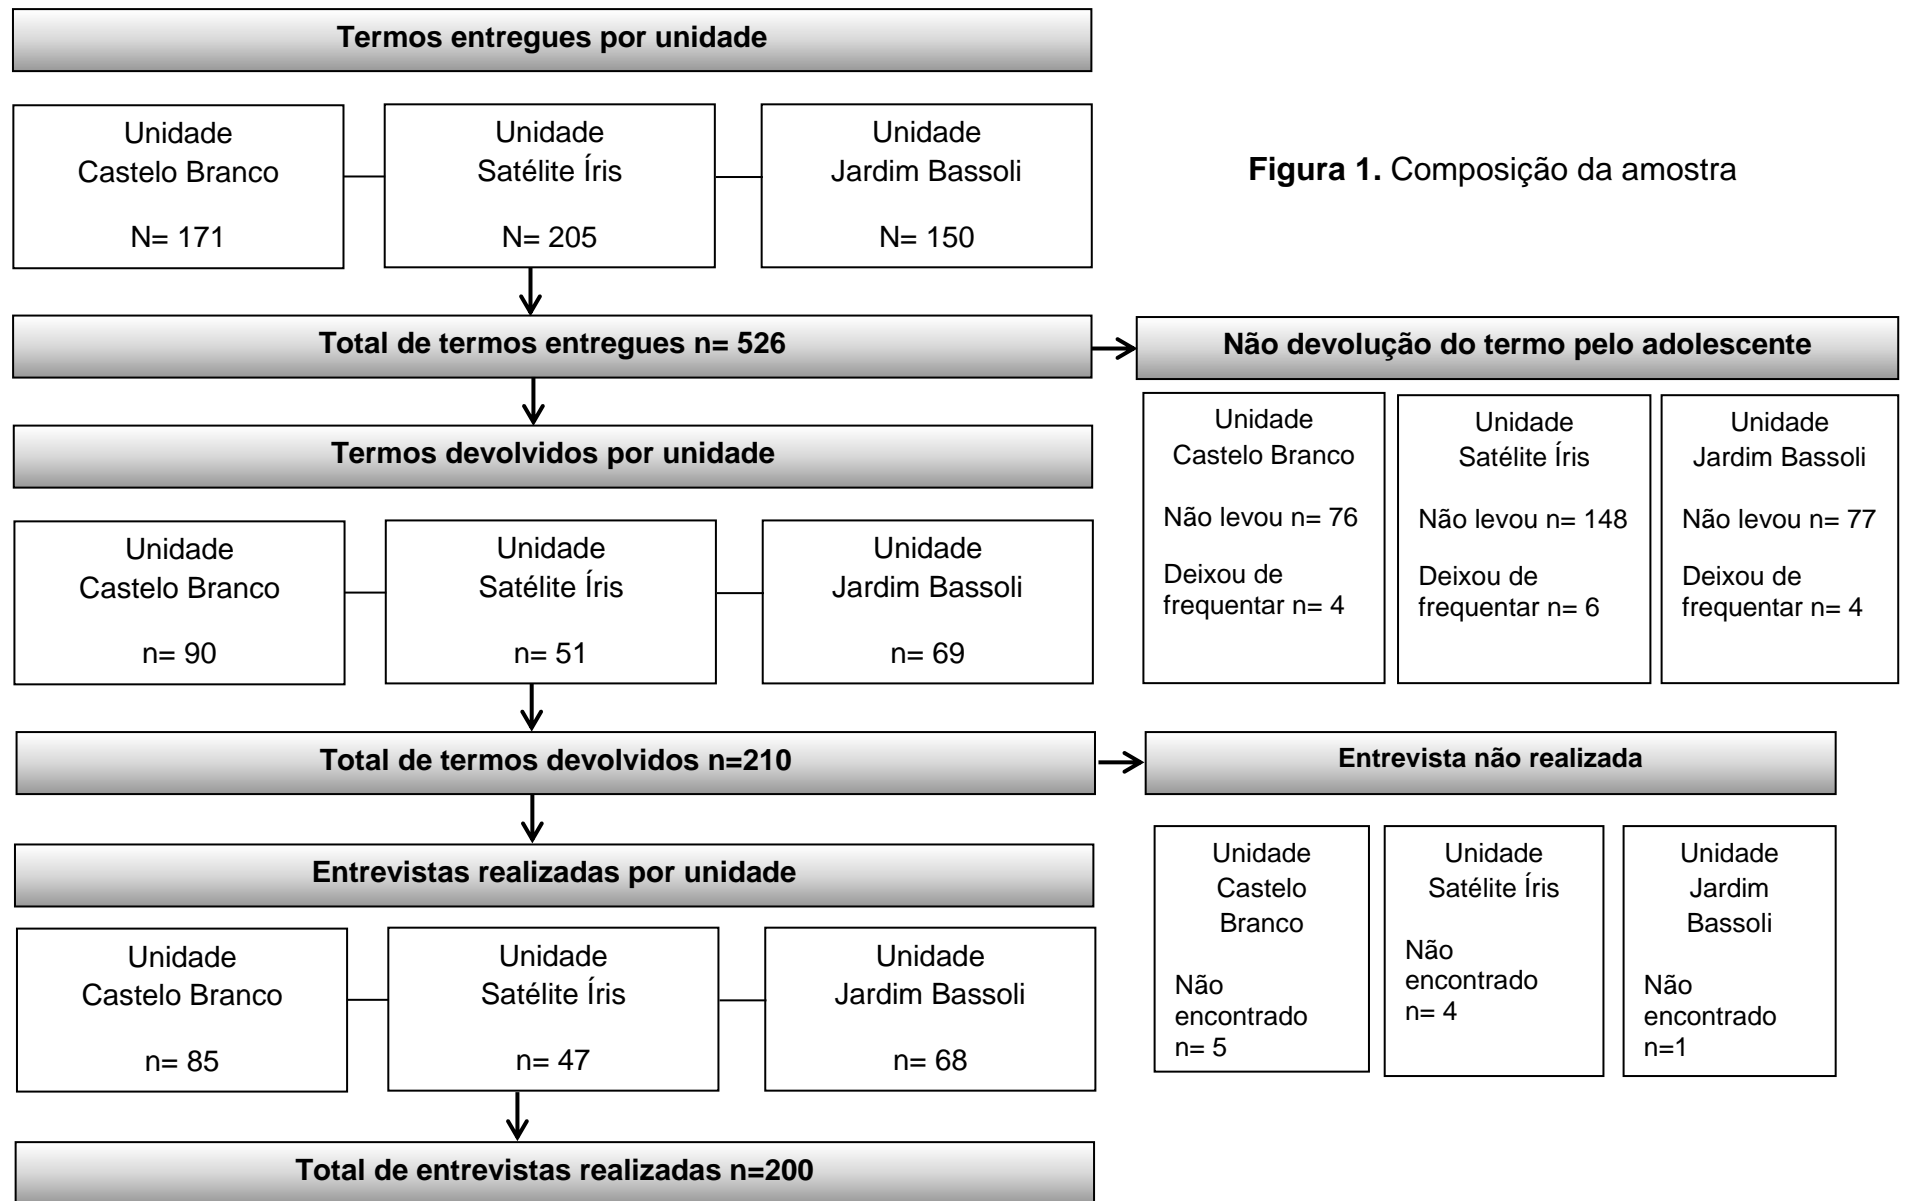 Termos entregues por unidade
Unidade
Castelo Branco
N= 171
Unidade
Satélite Íris
N= 205
Unidade
Jardim Bassoli
N= 150
Figura 1. Composição da amostra
Total de termos entregues n= 526
Não devolução do termo pelo adolescente
Unidade
Castelo Branco
Não levou n= 76
Deixou de
frequentar n= 4
Unidade
Satélite Íris
Não levou n= 148
Deixou de
frequentar n= 6
Unidade
Jardim Bassoli
Não levou n= 77
Deixou de
frequentar n= 4
Termos devolvidos por unidade
Unidade
Castelo Branco
n= 90
Unidade
Satélite Íris
n= 51
Unidade
Jardim Bassoli
n= 69
Total de termos devolvidos n=210
Entrevista não realizada
Unidade
Castelo
Branco
Não
encontrado
n= 5
Unidade
Satélite Íris
Não
encontrado
n= 4
Unidade
Jardim
Bassoli
Não
encontrado
n=1
Entrevistas realizadas por unidade
Unidade
Castelo Branco
n= 85
Unidade
Satélite Íris
n= 47
Unidade
Jardim Bassoli
n= 68
Total de entrevistas realizadas n=200